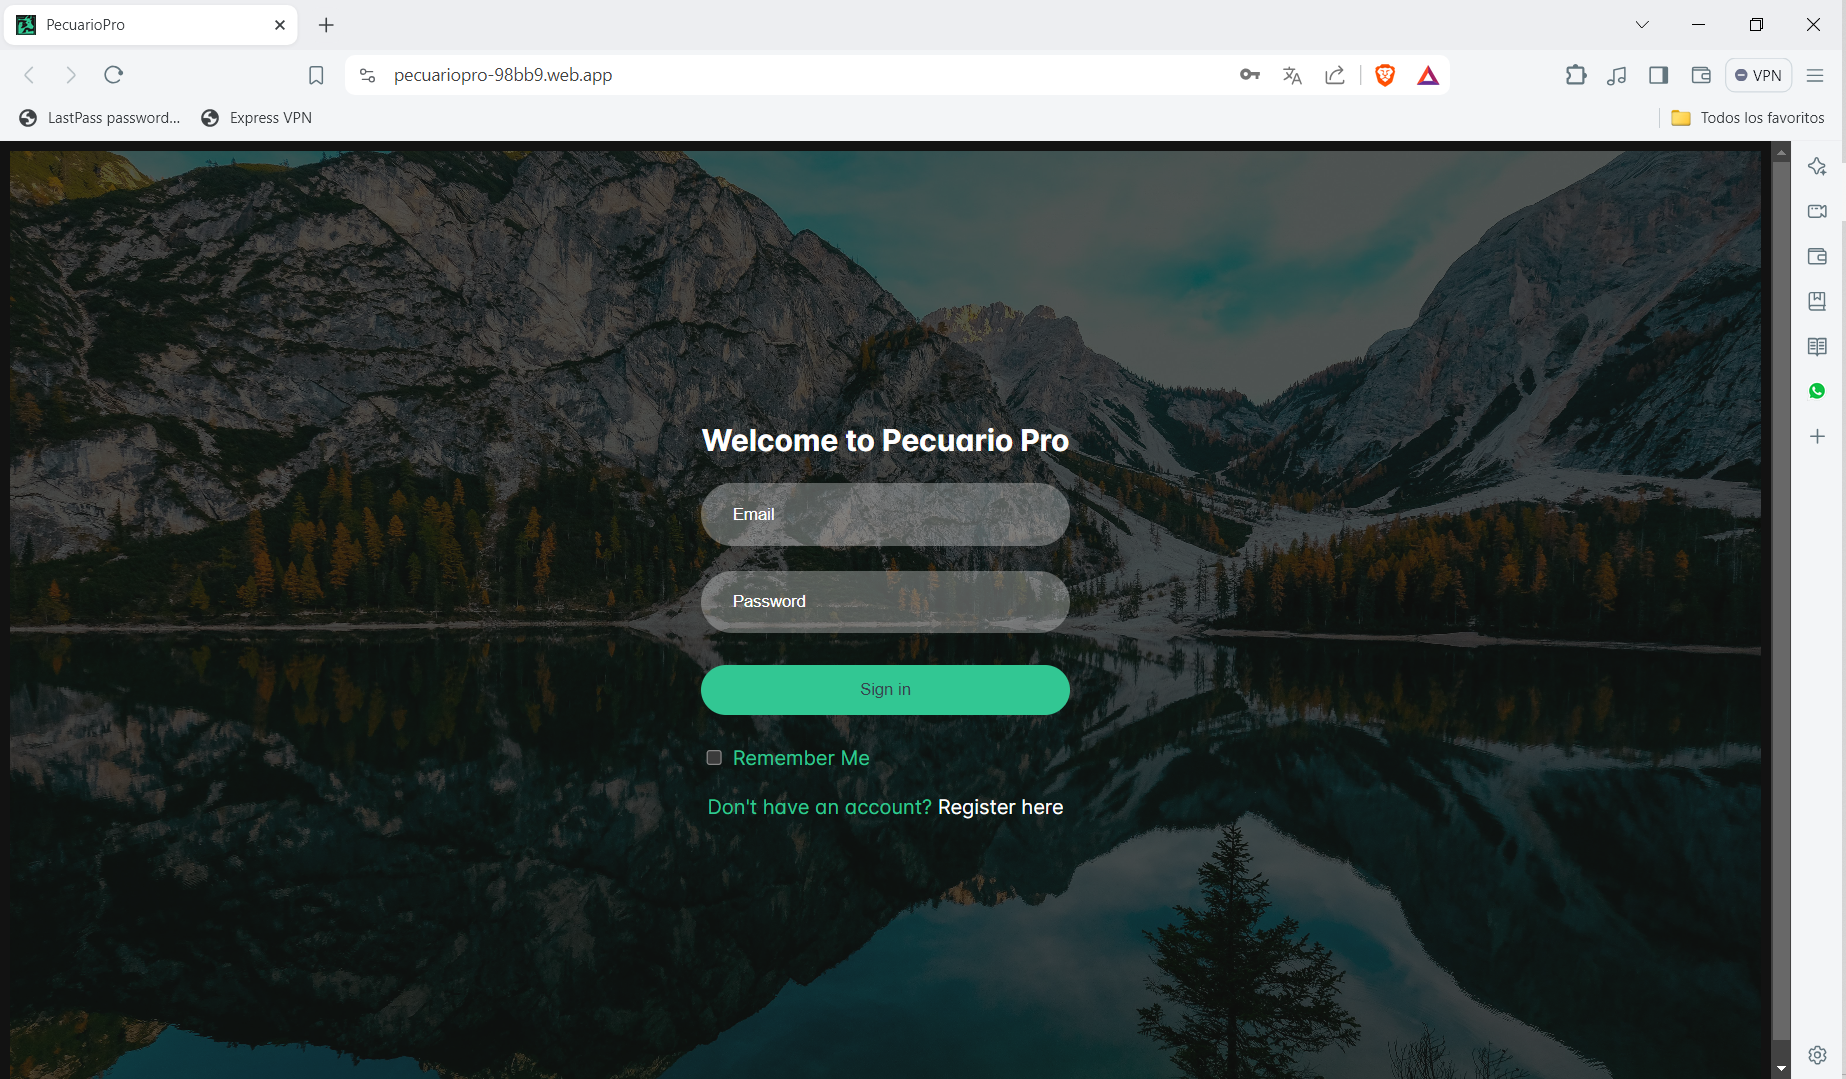 PecuarioPro
pecuariopro-98bb9.web.app
VPN
LastPass password...
Express VPN
Todos los favoritos
Welcome to Pecuario Pro
Email
Password
Sign in
Remember Me
Don't have an account? Register here